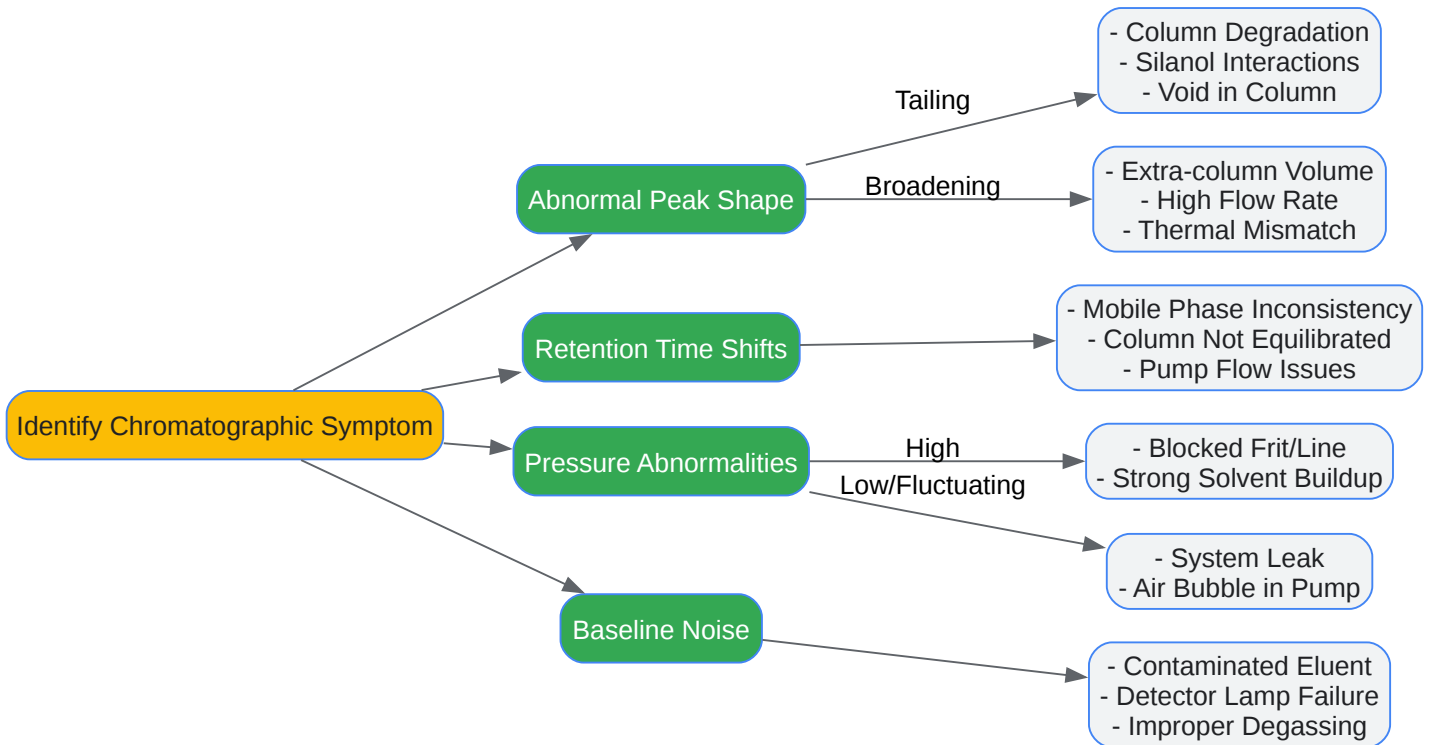 Identify Chromatographic Symptom
Abnormal Peak Shape
Tailing
- Column Degradation
- Silanol Interactions
- Void in Column
Broadening
- Extra-column Volume
- High Flow Rate
- Thermal Mismatch
Retention Time Shifts
- Mobile Phase Inconsistency
- Column Not Equilibrated
- Pump Flow Issues
Pressure Abnormalities
High
- Blocked Frit/Line
- Strong Solvent Buildup
Low/Fluctuating
- System Leak
- Air Bubble in Pump
Baseline Noise
- Contaminated Eluent
- Detector Lamp Failure
- Improper Degassing